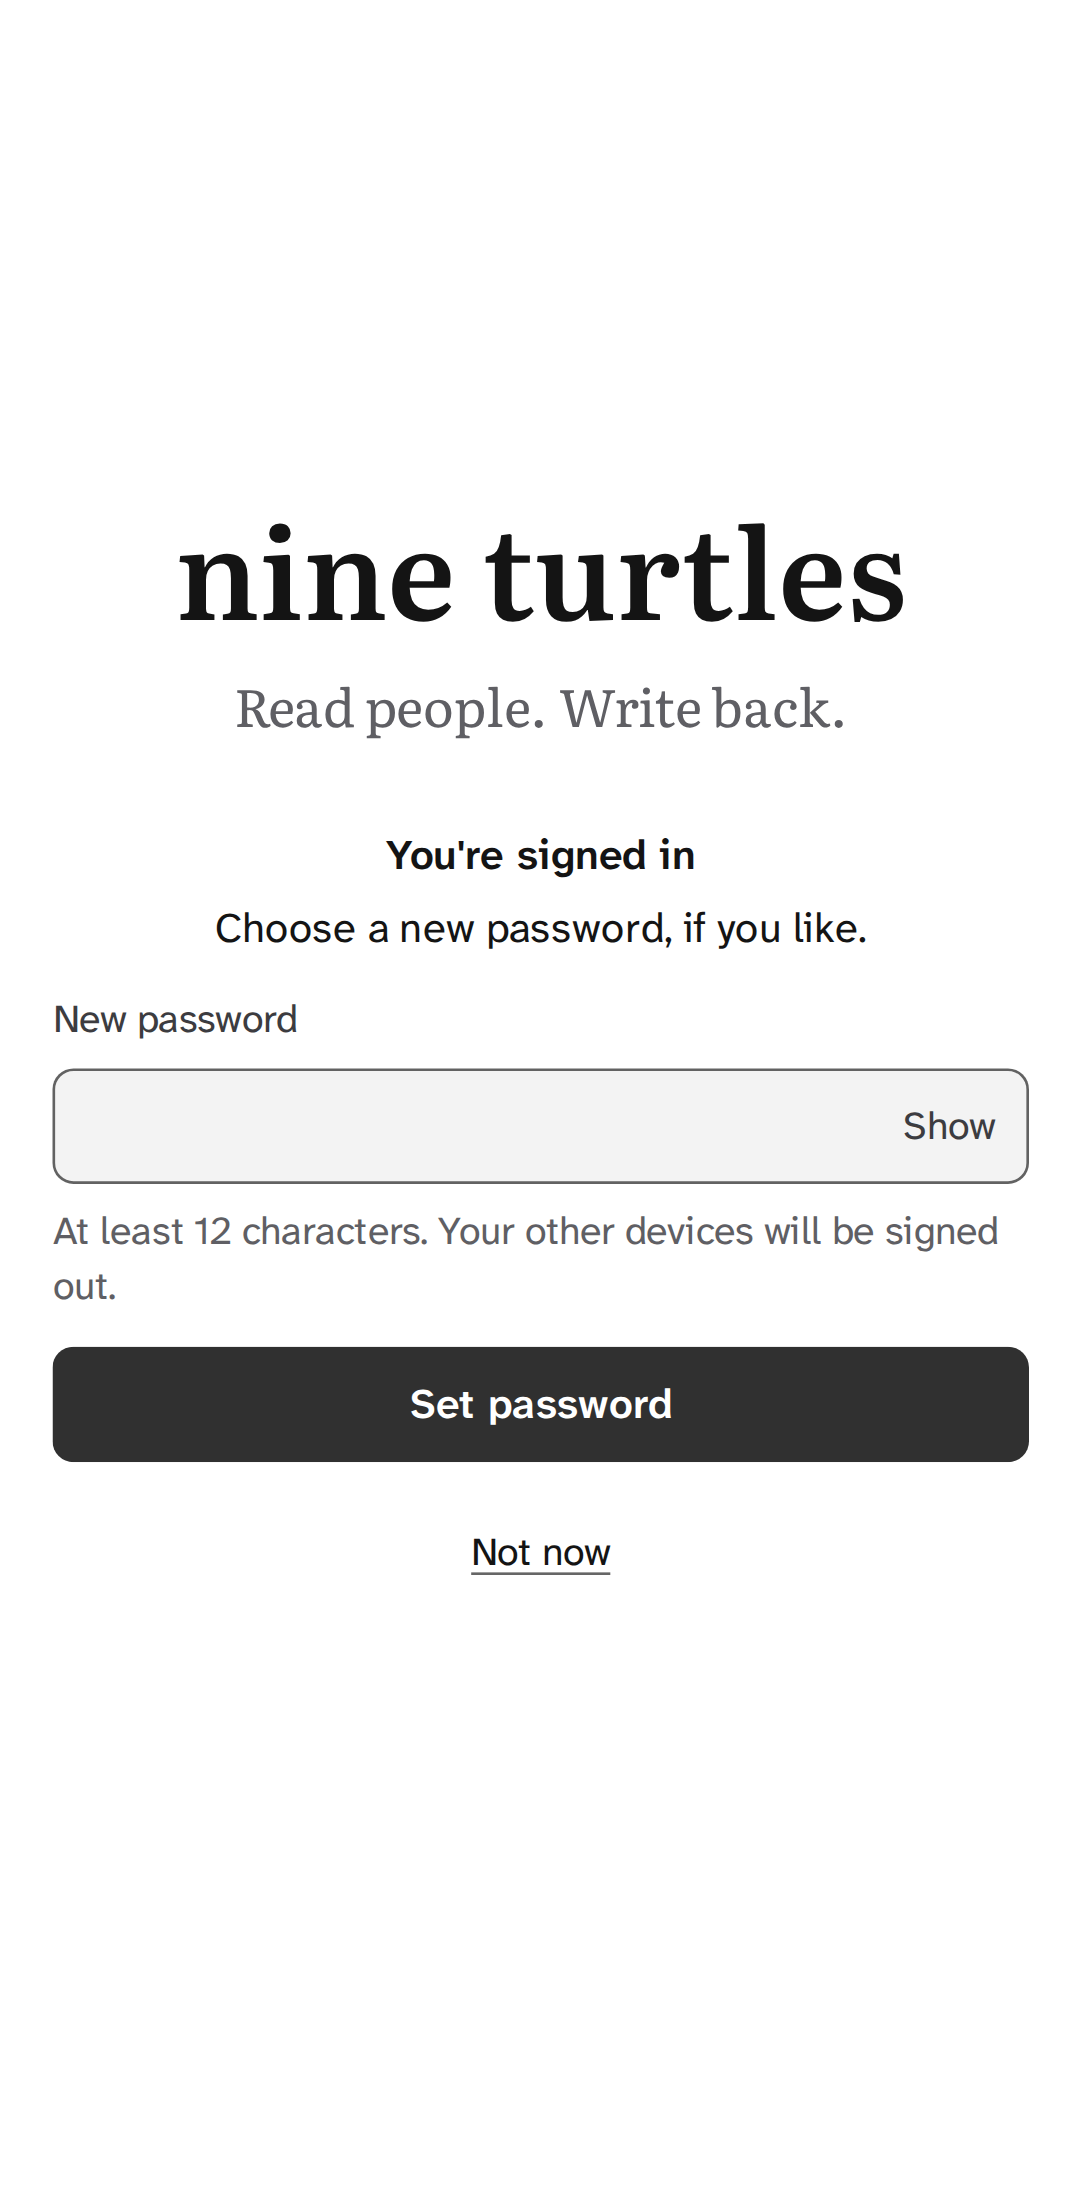 nine turtles
Read people. Write back.
You're signed in
Choose a new password, if you like.
New password
Show
At least 12 characters. Your other devices will be signed
out.
Set password
Not now